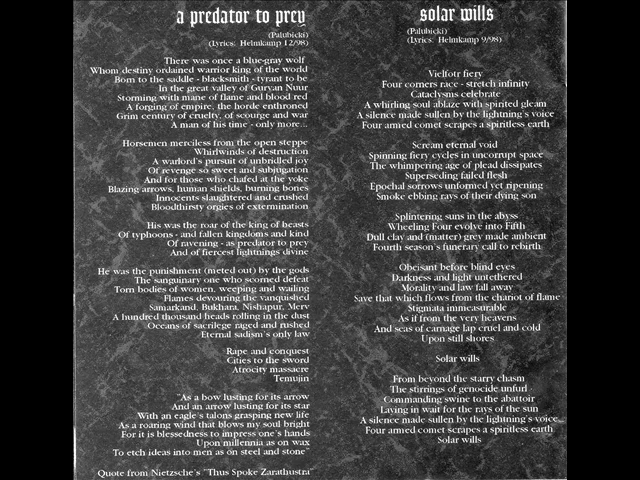 a predator to prey
(Palubicki)
(Lyrics: Helmkamp 12/98)
There was once a blue-gray wolf
Whom destiny ordained warrior king of the world
Born to the saddle - blacksmith - tyrant to be
In the great valley of Guryan Nuur
Storming with mane of flame and blood red
A forging of empire, the horde enthroned
Grim century of cruelty, of scourge and war
A man of his time - only more...
Horsemen merciless from the open steppe
Whirlwinds of destruction
A warlord's pursuit of unbridled joy
Of revenge so sweet and subjugation
And for those who chafed at the yoke
Blazing arrows, human shields, burning bones
Innocents slaughtered and crushed
Bloodthirsty orgies of extermination
His was the roar of the king of beasts
Of typhoons - and fallen kingdoms and kind
Of ravening - as predator to prey
And of fiercest lightnings divine
He was the punishment (meted out) by the gods
The sanguinary one who scorned defeat
Torn bodies of women, weeping and wailing
Flames devouring the vanquished
Samarkand, Bukhara, Nishapur, Merv
A hundred thousand heads rolling in the dust
Oceans of sacrilege raged and rushed
Eternal sadism's only law
Rape and conquest
Cities to the sword
Atrocity massacre
Temujin
"As a bow lusting for its arrow
And an arrow lusting for its star
With an eagle's talons grasping new life
As a roaring wind that blows my soul bright
For it is blessedness to impress one's hands
Upon millennia as on wax
To etch ideas into men as on steel and stone"
Quote from Nietzsche's "Thus Spoke Zarathustra"
solar wills
(Palubicki)
(Lyrics: Helmkamp 9/98)
Vielfotr fiery
Four corners race - stretch infinity
Cataclysms celebrate
A whirling soul ablaze with spirited gleam
A silence made sullen by the lightning's voice
Four armed comet scrapes a spiritless earth
Scream eternal void
Spinning fiery cycles in uncorrupt space
The whimpering age of plead dissipates
Superseding failed flesh
Epochal sorrows unformed yet ripening
Smoke ebbing rays of their dying son
Splintering suns in the abyss
Wheeling Four evolve into Fifth
Dull clay and (matter) grey made ambient
Fourth season's funerary call to rebirth
Obeisant before blind eyes
Darkness and light untethered
Morality and law fall away
Save that which flows from the chariot of flame
Stigmata immeasurable
As if from the very heavens
And seas of carnage lap cruel and cold
Upon still shores
Solar wills
From beyond the starry chasm
The stirrings of genocide unfurl
Commanding swine to the abattoir
Laying in wait for the rays of the sun
A silence made sullen by the lightning's voice
Four armed comet scrapes a spiritless earth
Solar wills